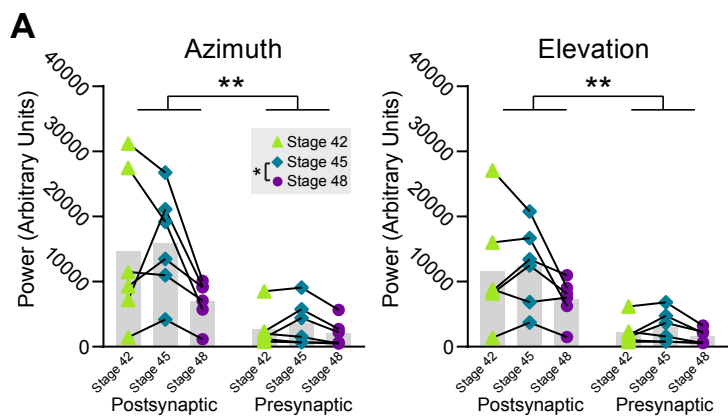 A
Azimuth
Power (Arbitrary Units)
40000
30000
20000
10000
0
**
Stage 42
Stage 45
Stage 48
*
Stage 42
Stage 45
Stage 48
Stage 42
Stage 45
Stage 48
Postsynaptic
Presynaptic
Elevation
Power (Arbitrary Units)
40000
30000
20000
10000
0
**
Stage 42
Stage 45
Stage 48
Stage 42
Stage 45
Stage 48
Postsynaptic
Presynaptic